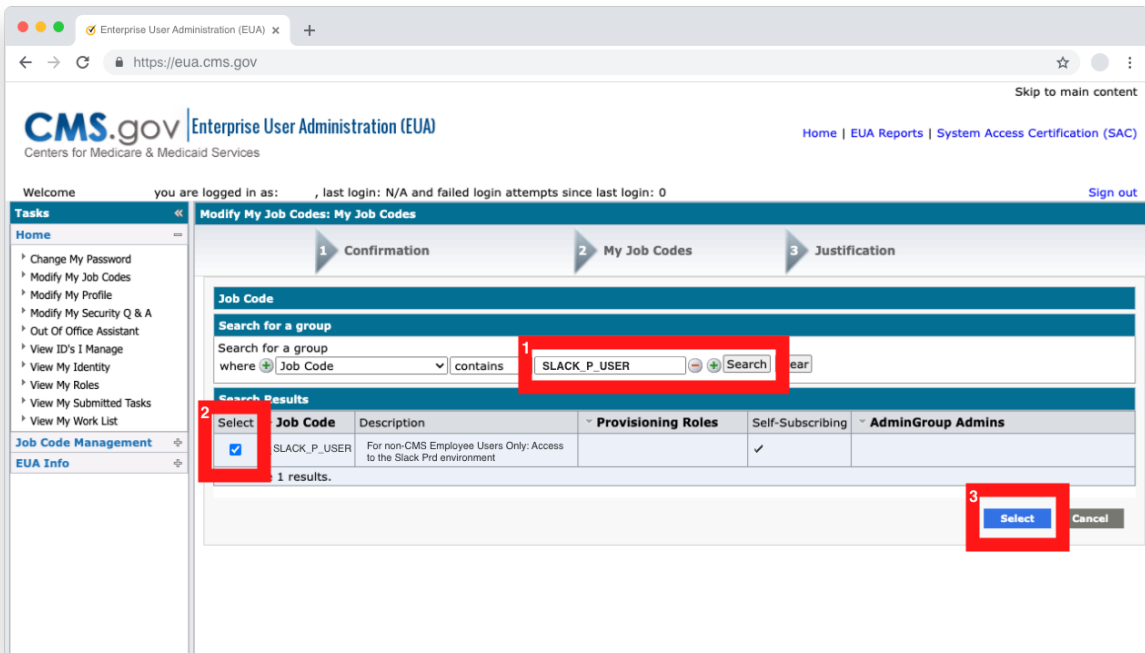 Enterprise User Administration (EUA)
https://eua.cms.gov
Skip to main content
CMS.gov Enterprise User Administration (EUA)
Centers for Medicare & Medicaid Services
Home | EUA Reports | System Access Certification (SAC)
Welcome you are logged in as: , last login: N/A and failed login attempts since last login: 0
Sign out
Tasks
Home
Change My Password
Modify My Job Codes
Modify My Profile
Modify My Security Q & A
Out Of Office Assistant
View ID's I Manage
View My Identity
View My Roles
View My Submitted Tasks
View My Work List
Job Code Management
EUA Info
Modify My Job Codes: My Job Codes
1 Confirmation
2 My Job Codes
3 Justification
Job Code
Search for a group
Search for a group
where Job Code contains 1 SLACK_P_USER Search ear
Search Results
2 Select Job Code Description Provisioning Roles Self-Subscribing AdminGroup Admins
SLACK_P_USER For non-CMS Employee Users Only: Access
to the Slack Prd environment
1 results.
3
Select Cancel